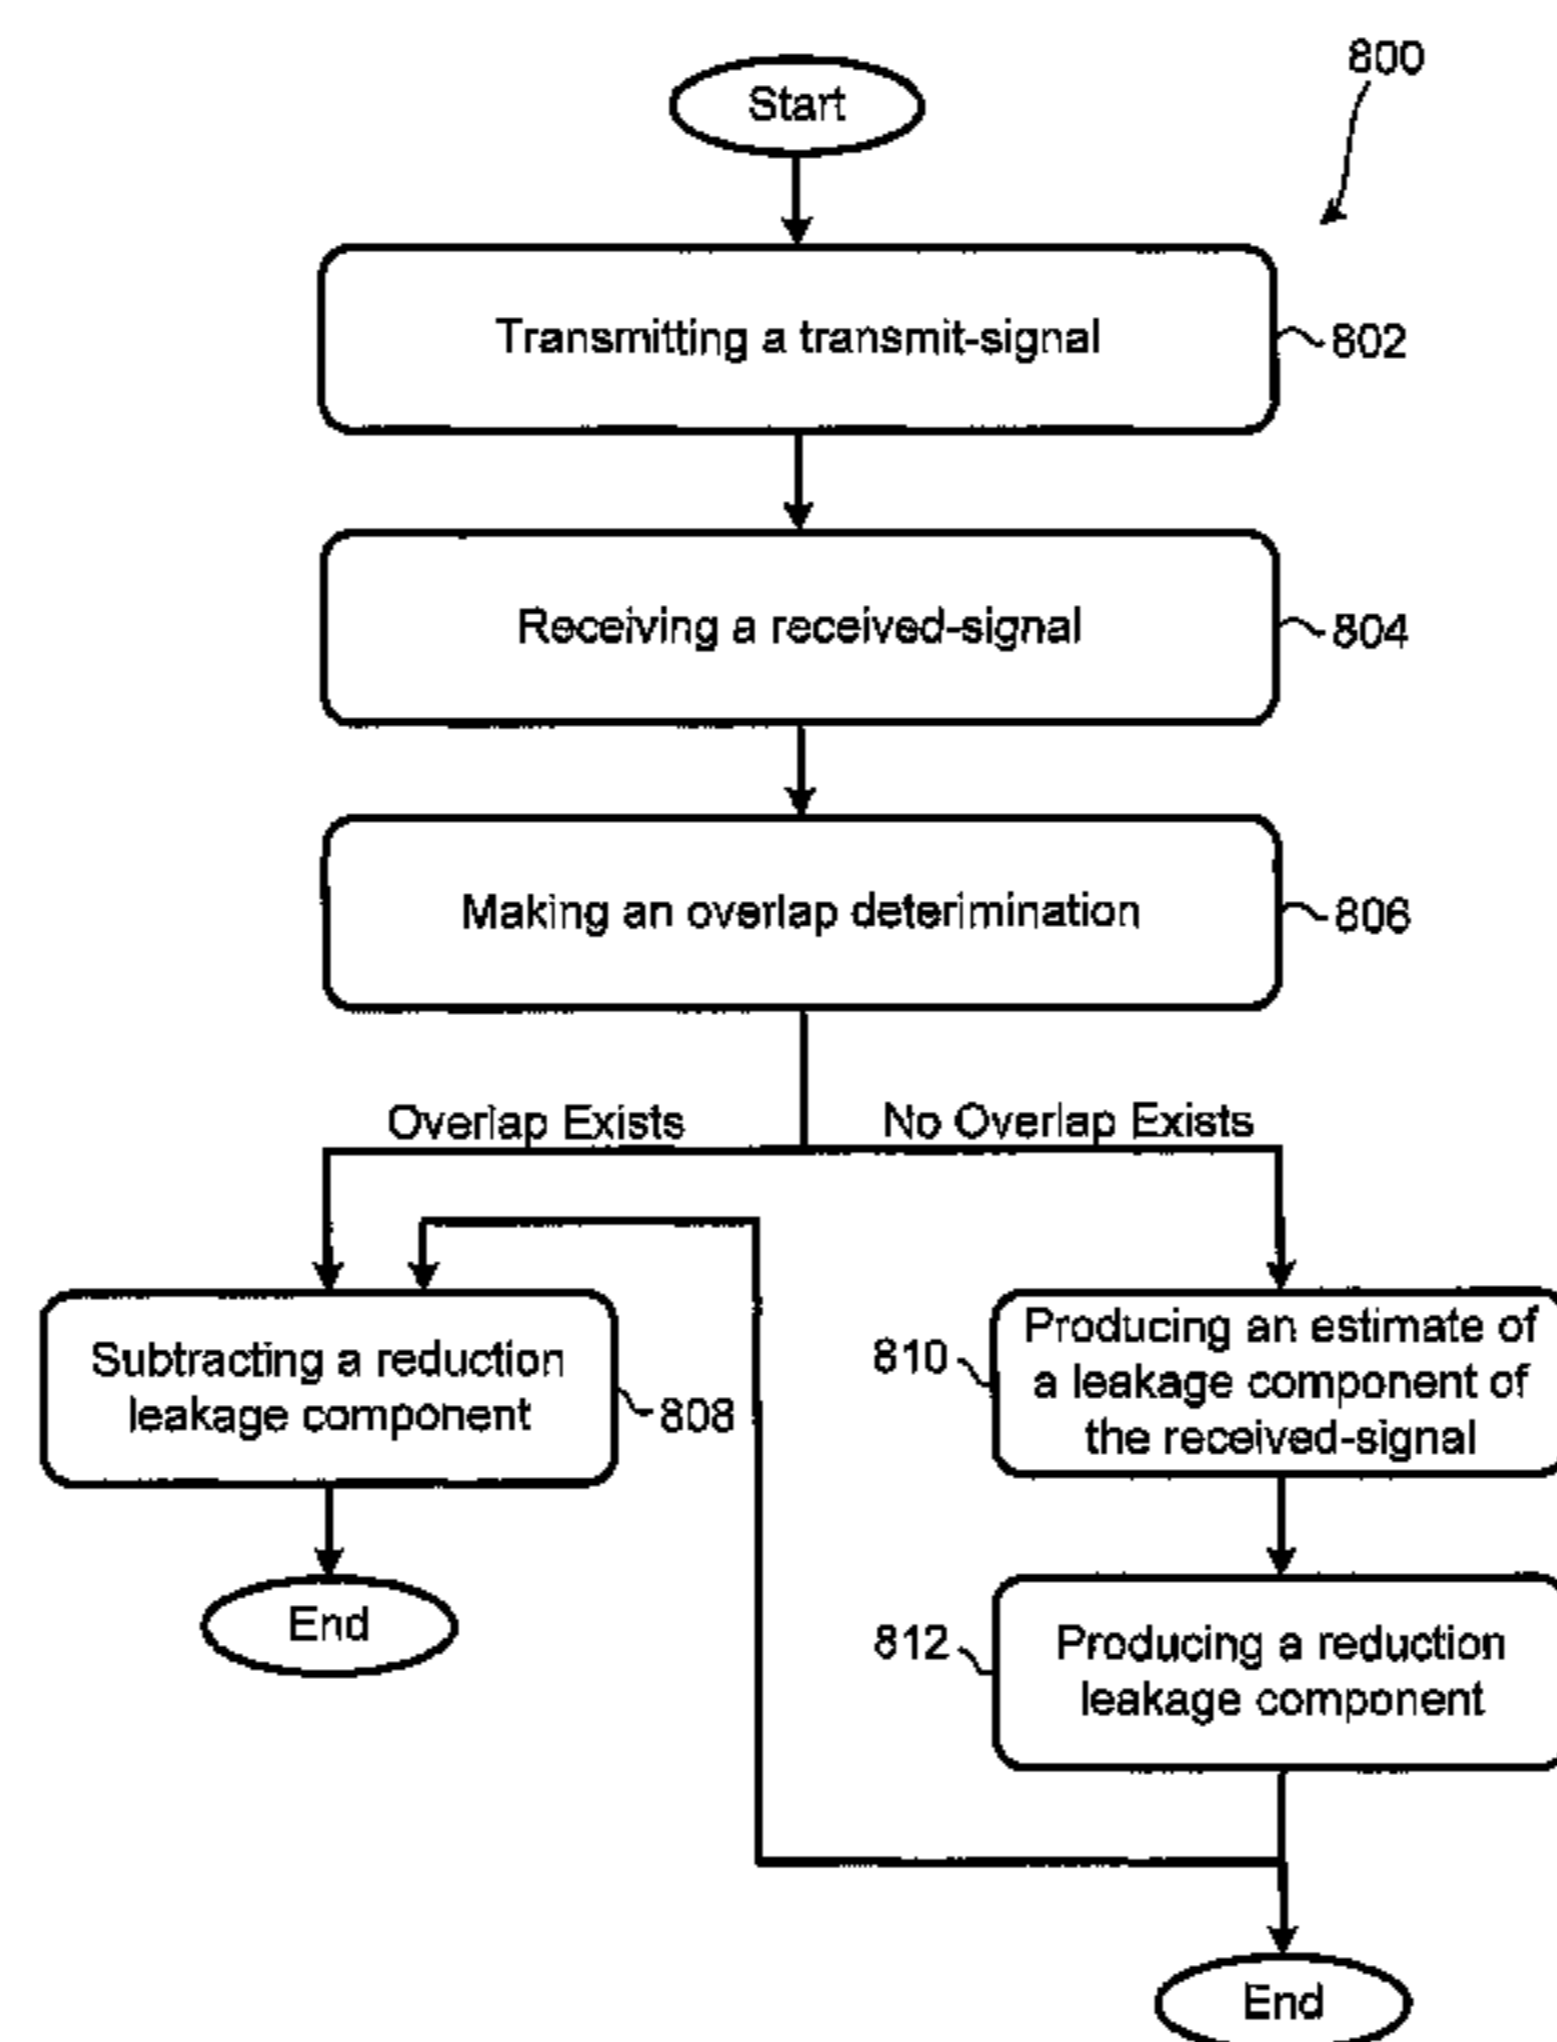 800
Start
Transmitting a transmit-signal
802
Receiving a received-signal
804
Making an overlap deterimination
806
Overlap Exists
No Overlap Exists
Subtracting a reduction
leakage component
808
810
Producing an estimate of
a leakage component of
the received-signal
End
812
Producing a reduction
leakage component
End